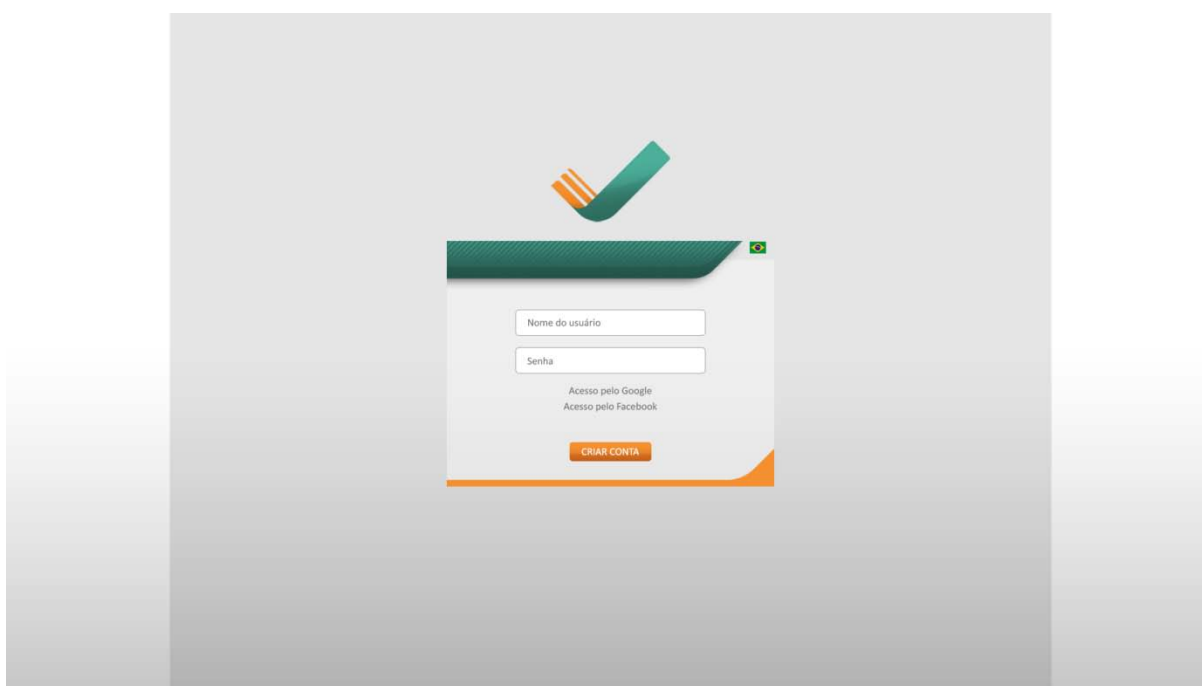 Nome do usuário
Senha
Acesso pelo Google
Acesso pelo Facebook
CRIAR CONTA